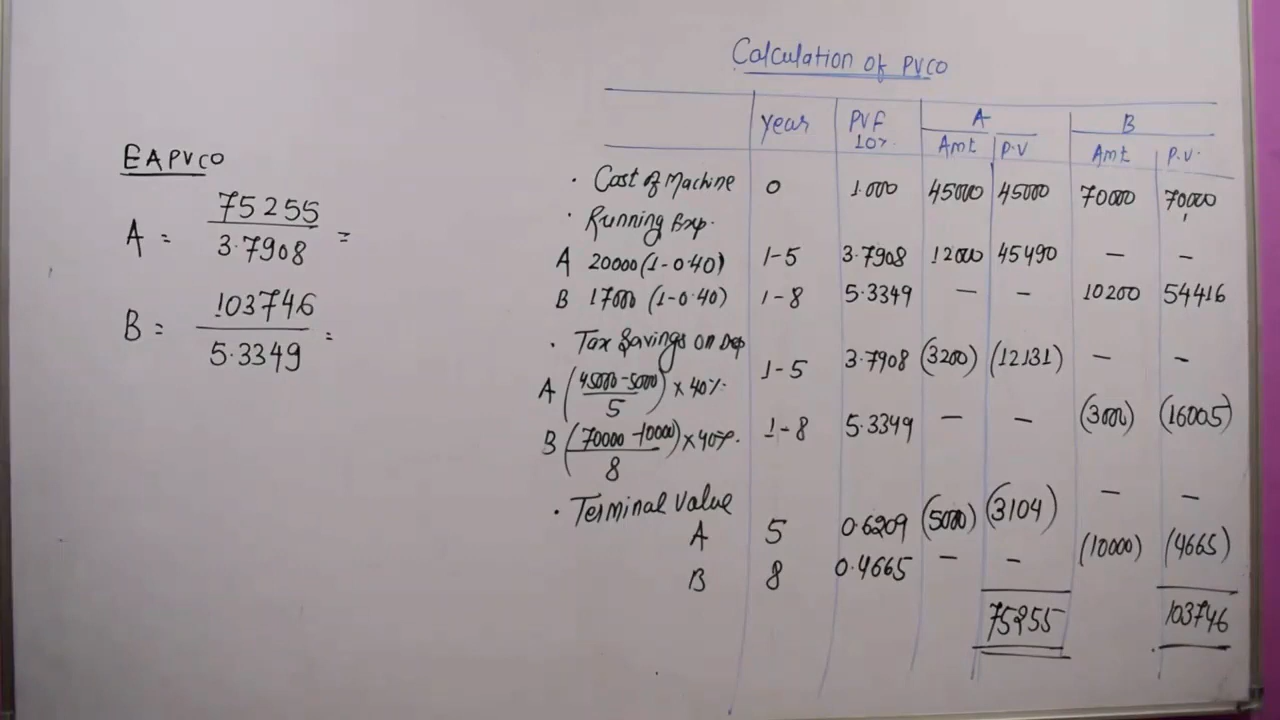 Calculation of PVCO
Year PVF 10%. A B
Amt P.V Amt P.V.
EAPVCO
A = 75255 / 3.7908 =
B = 103746 / 5.3349 =
· Cost of Machine 0 1.000 45000 45000 70000 70000
· Running Exp.
A 20000(1-0.40) 1-5 3.7908 12000 45490 — -
B 17000 (1-0.40) 1-8 5.3349 — - 10200 54416
· Tax Savings on Dep
A (45000-5000 / 5) × 40%. 1-5 3.7908 (3200) (12131) — -
B (70000-10000 / 8) × 40%. 1-8 5.3349 — - (3000) (16005)
· Terminal Value
A 5 0.6209 (5000) (3104) — -
B 8 0.4665 — - (10000) (4665)
75255 103746